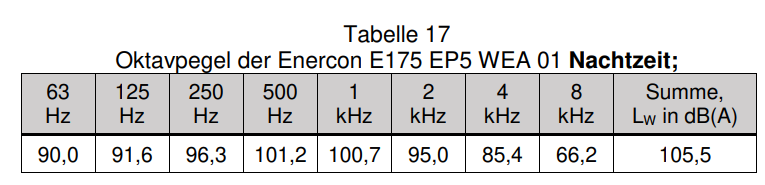 Tabelle 17
Oktavpegel der Enercon E175 EP5 WEA 01 Nachtzeit;
63 Hz 125 Hz 250 Hz 500 Hz 1 kHz 2 kHz 4 kHz 8 kHz Summe, LW in dB(A)
90,0 91,6 96,3 101,2 100,7 95,0 85,4 66,2 105,5